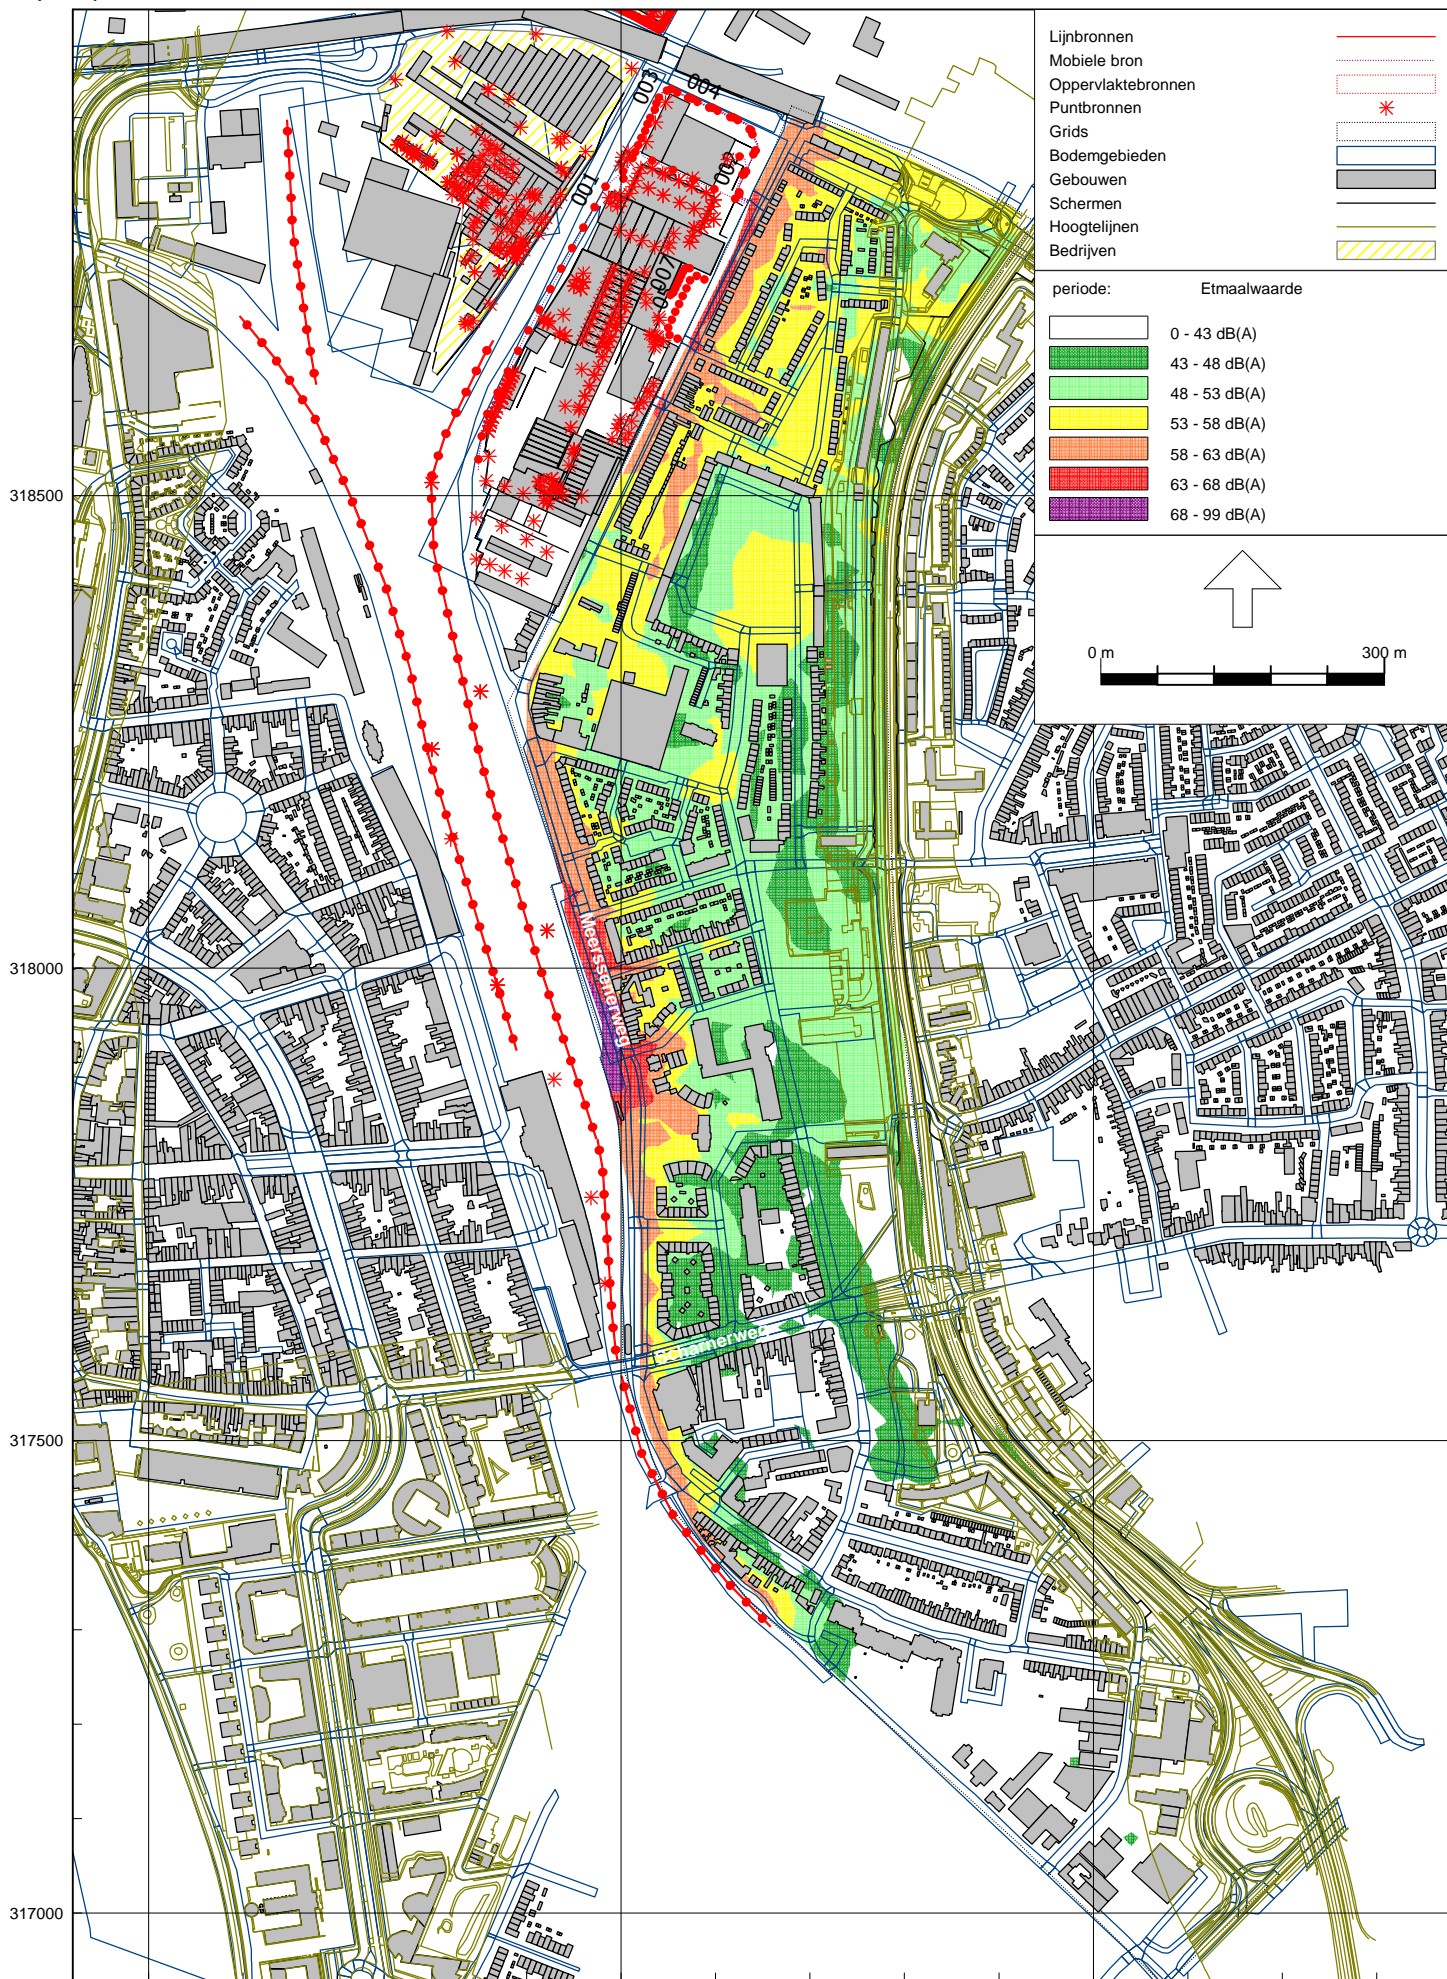 Lijnbronnen
Mobiele bron
Oppervlaktebronnen
Puntbronnen
Grids
Bodemgebieden
Gebouwen
Schermen
Hoogtelijnen
Bedrijven
periode: Etmaalwaarde
0 - 43 dB(A)
43 - 48 dB(A)
48 - 53 dB(A)
53 - 58 dB(A)
58 - 63 dB(A)
63 - 68 dB(A)
68 - 99 dB(A)
0 m 300 m
003
004
001
007
318500
318000
317500
317000
Meerssenerweg
Scharnerweg